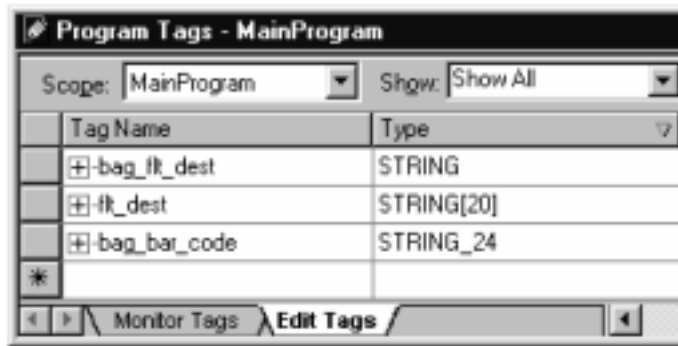 Program Tags - MainProgram
Scope: MainProgram Show: Show All
Tag Name Type
bag_flt_dest STRING
flt_dest STRING[20]
bag_bar_code STRING_24
Monitor Tags Edit Tags